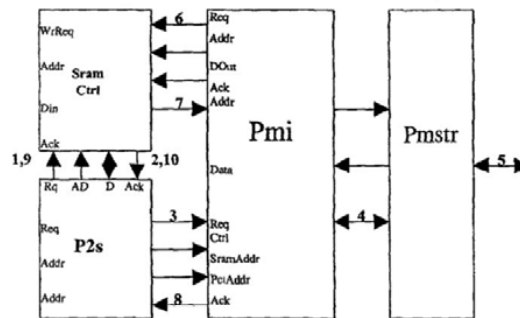 6
Req
WrReq
Addr
Addr
Sram
Ctrl
DOut
Ack
Din
7
Addr
Pmi
Pmstr
Ack
1,9
2,10
Data
5
Rq AD D Ack
3
4
Req
Req
P2s
Ctrl
Addr
SramAddr
PciAddr
Addr
8
Ack